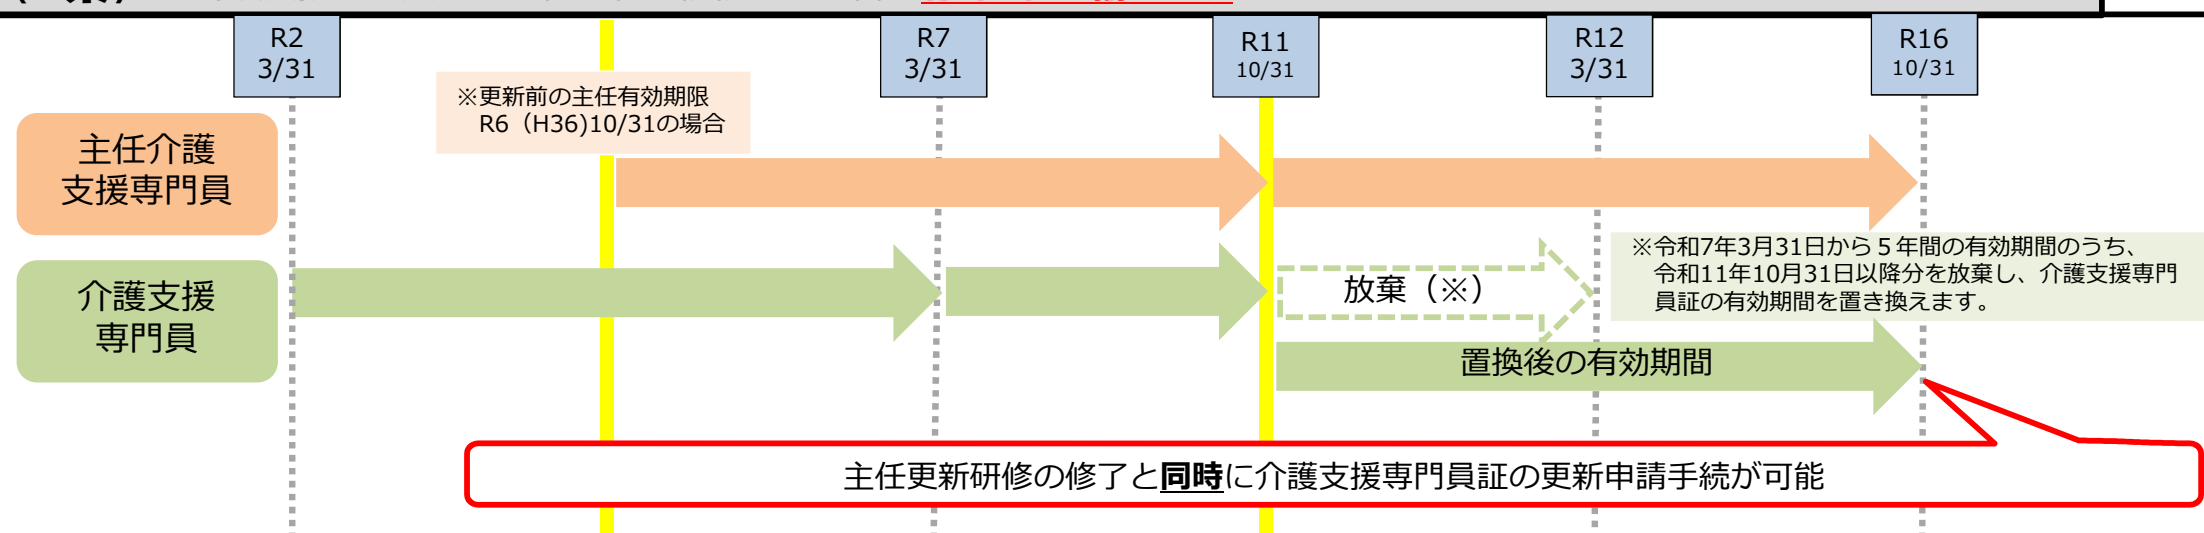 R2
3/31
R7
3/31
R11
10/31
R12
3/31
R16
10/31
※更新前の主任有効期限
R6（H36)10/31の場合
主任介護
支援専門員
介護支援
専門員
放棄（※）
※令和7年3月31日から５年間の有効期間のうち、
令和11年10月31日以降分を放棄し、介護支援専門
員証の有効期間を置き換えます。
置換後の有効期間
主任更新研修の修了と同時に介護支援専門員証の更新申請手続が可能